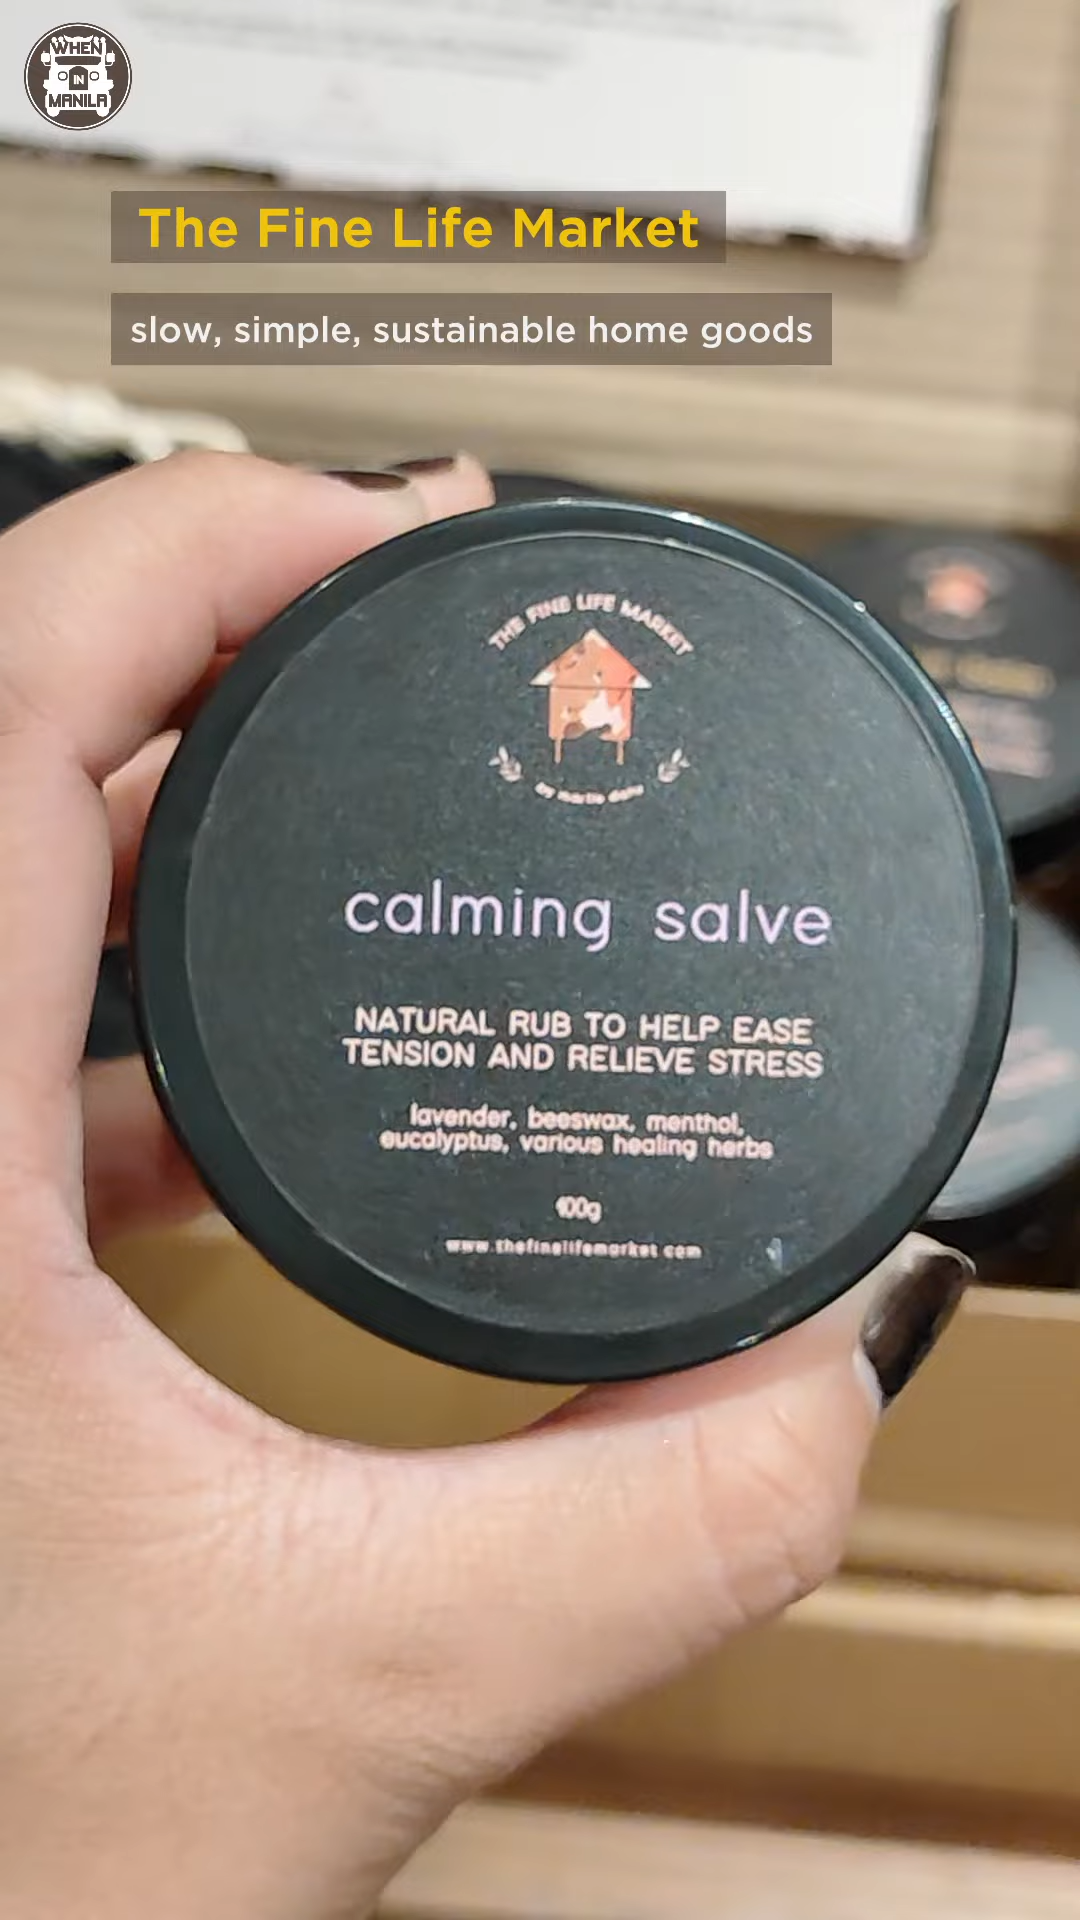 WHEN
IN
MANILA
The Fine Life Market
slow, simple, sustainable home goods
THE FINE LIFE MARKET
calming salve
NATURAL RUB TO HELP EASE
TENSION AND RELIEVE STRESS
lavender, beeswax, menthol,
eucalyptus, various healing herbs
100g
www.thefinelifemarket.com